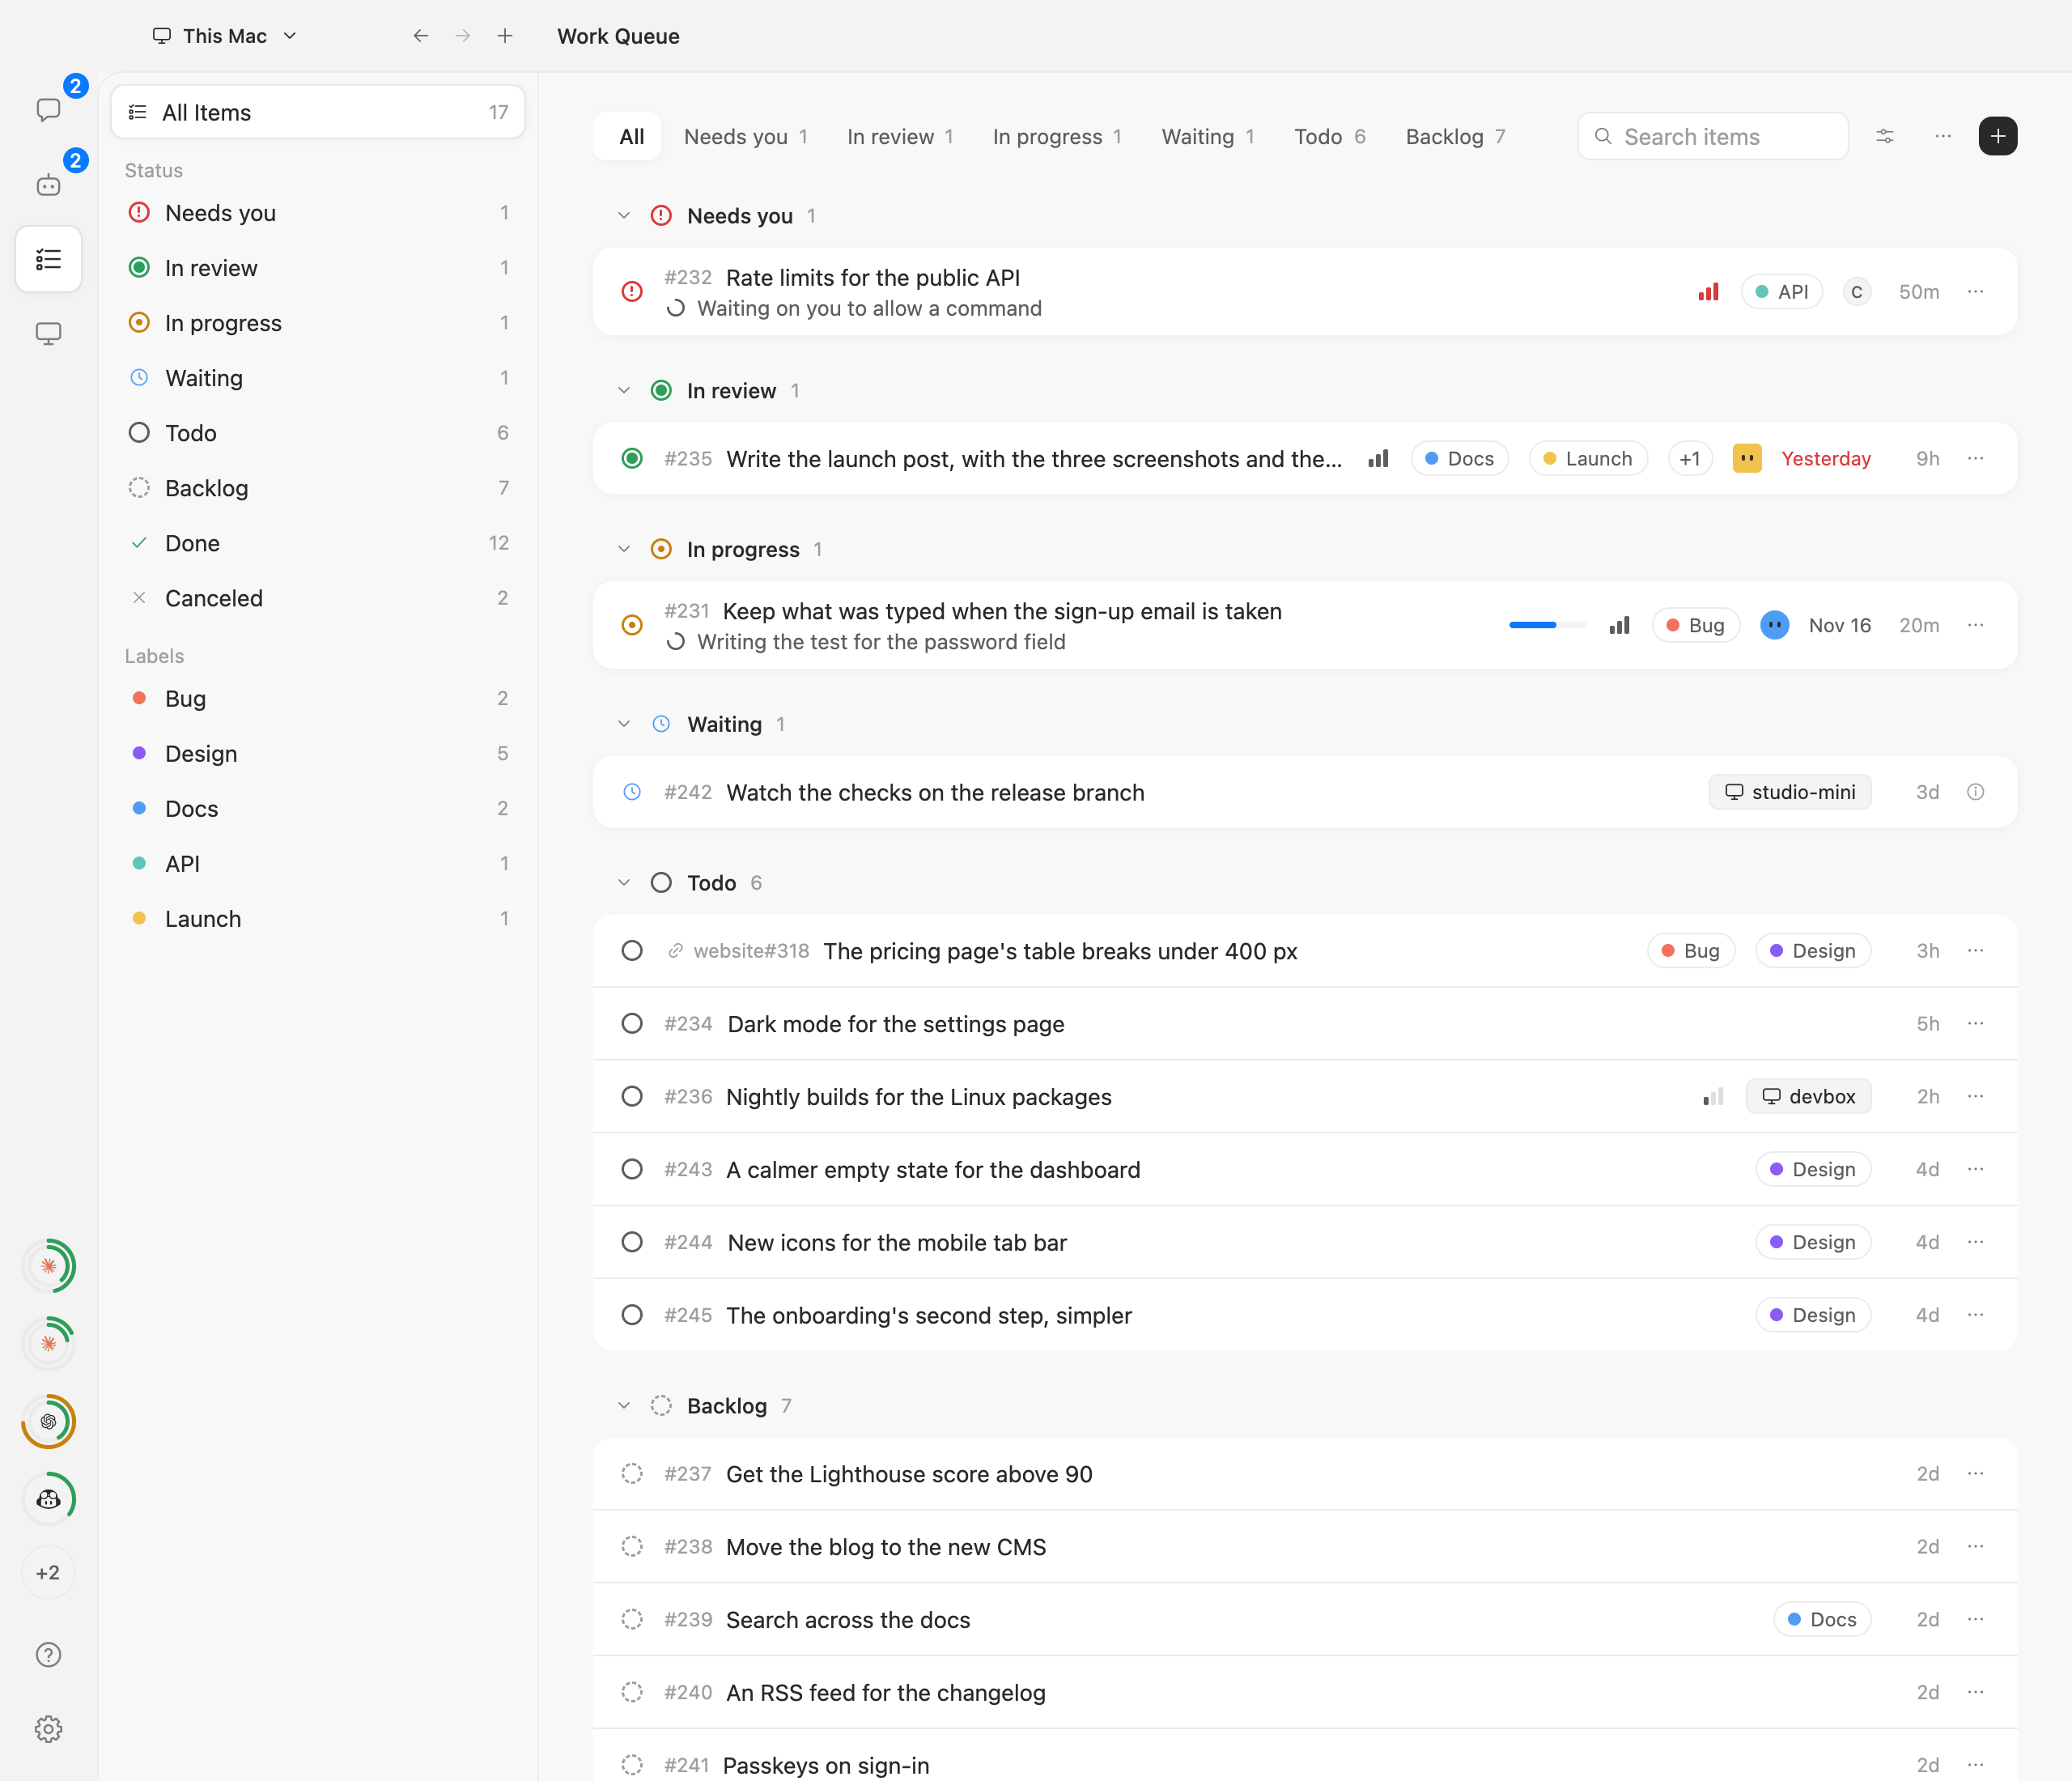 This Mac
Work Queue
2
2
All Items 17
Status
Needs you 1
In review 1
In progress 1
Waiting 1
Todo 6
Backlog 7
Done 12
Canceled 2
Labels
Bug 2
Design 5
Docs 2
API 1
Launch 1
+2
All Needs you 1 In review 1 In progress 1 Waiting 1 Todo 6 Backlog 7 Search items
Needs you 1
#232 Rate limits for the public API API C 50m
Waiting on you to allow a command
In review 1
#235 Write the launch post, with the three screenshots and the... Docs Launch +1 Yesterday 9h
In progress 1
#231 Keep what was typed when the sign-up email is taken Bug Nov 16 20m
Writing the test for the password field
Waiting 1
#242 Watch the checks on the release branch studio-mini 3d
Todo 6
website#318 The pricing page's table breaks under 400 px Bug Design 3h
#234 Dark mode for the settings page 5h
#236 Nightly builds for the Linux packages devbox 2h
#243 A calmer empty state for the dashboard Design 4d
#244 New icons for the mobile tab bar Design 4d
#245 The onboarding's second step, simpler Design 4d
Backlog 7
#237 Get the Lighthouse score above 90 2d
#238 Move the blog to the new CMS 2d
#239 Search across the docs Docs 2d
#240 An RSS feed for the changelog 2d
#241 Passkeys on sign-in 2d